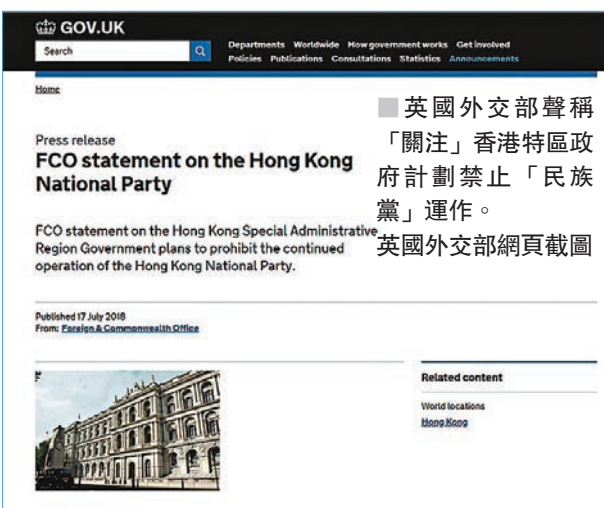 GOV.UK
Search
Departments Worldwide How government works Get involved
Policies Publications Consultations Statistics Announcements
Home
Press release
FCO statement on the Hong Kong
National Party
FCO statement on the Hong Kong Special Administrative
Region Government plans to prohibit the continued
operation of the Hong Kong National Party.
■英國外交部聲稱
「關注」香港特區政
府計劃禁止「民族
黨」運作。
英國外交部網頁截圖
Published 17 July 2018
From: Foreign & Commonwealth Office
Related content
World locations
Hong Kong